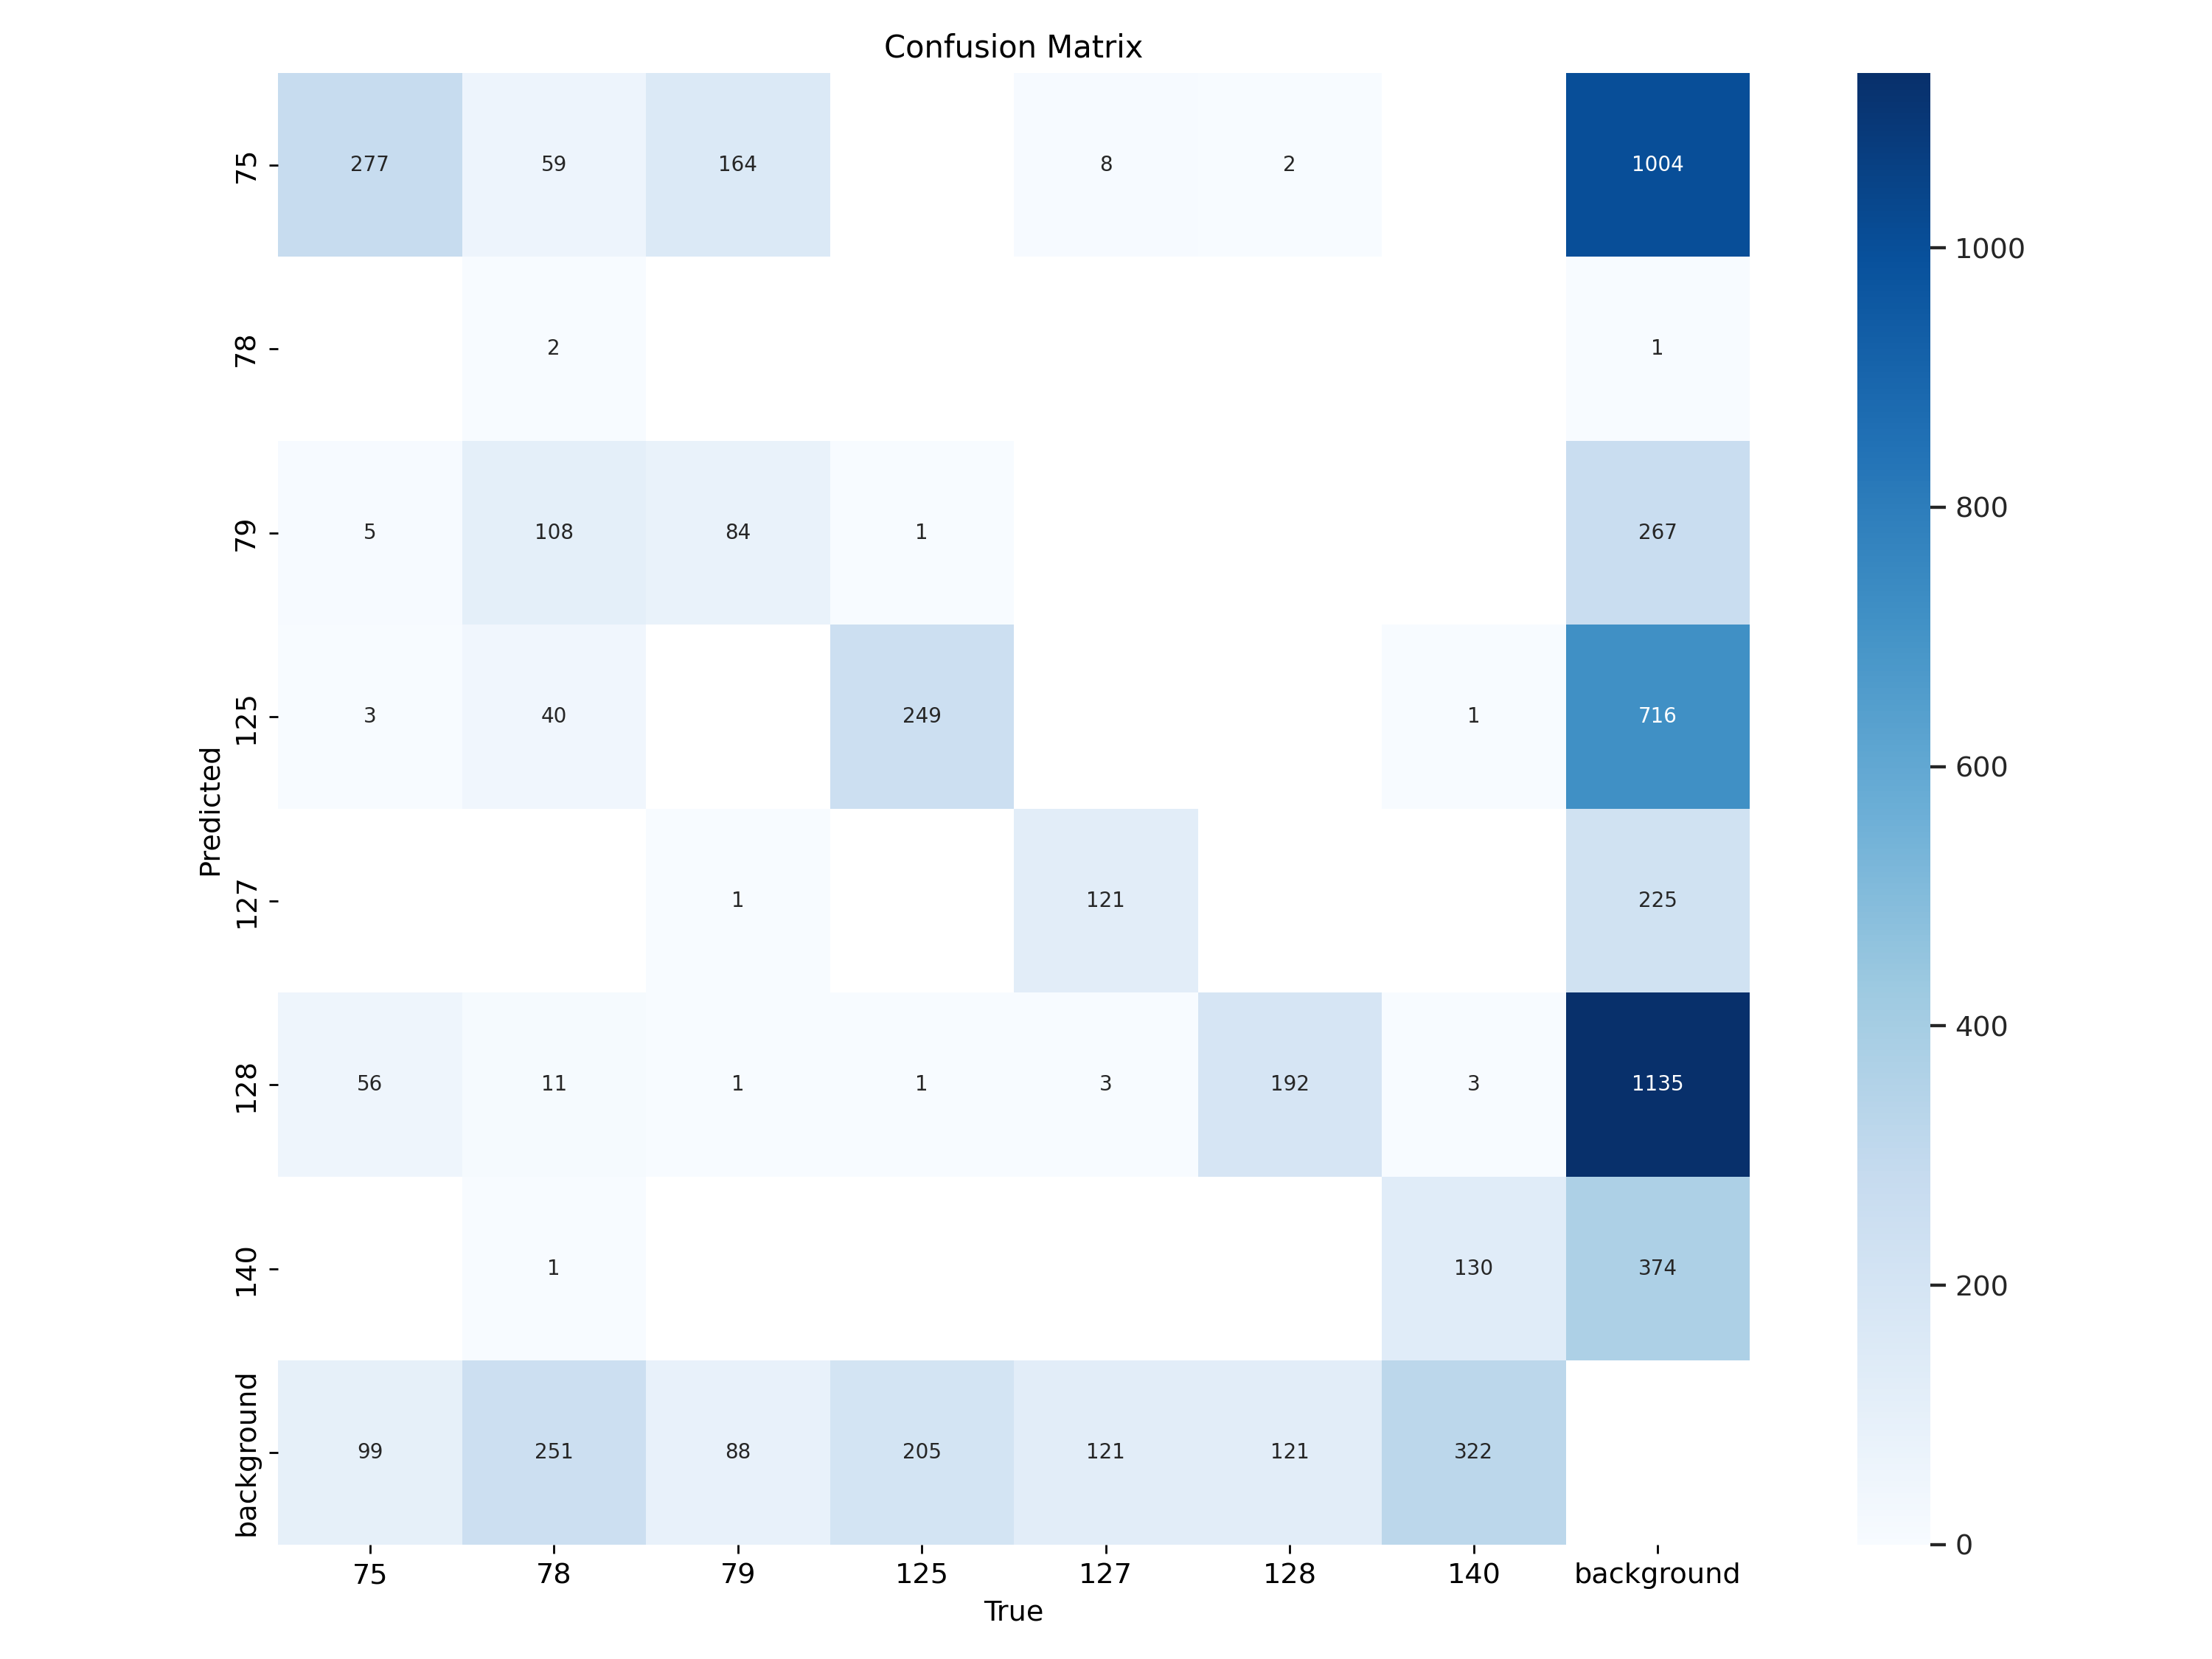 Confusion Matrix
75 277 59 164 8 2 1004
78 2 1
79 5 108 84 1 267
125 3 40 249 1 716
127 1 121 225
128 56 11 1 1 3 192 3 1135
140 1 130 374
background 99 251 88 205 121 121 322
75 78 79 125 127 128 140 background
True
Predicted
1000
800
600
400
200
0